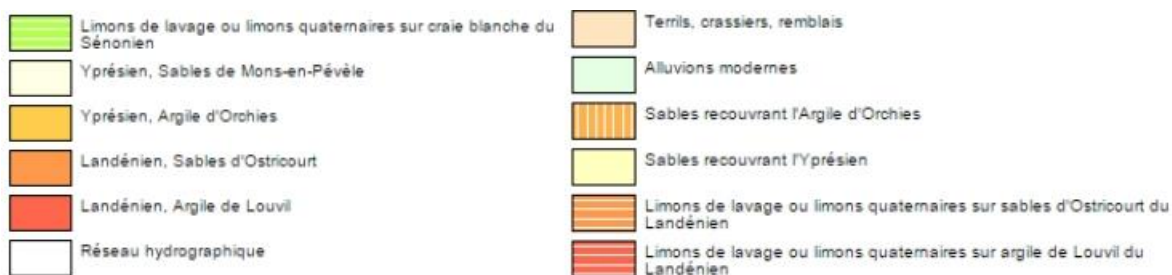 Limons de lavage ou limons quaternaires sur craie blanche du
Sénonien
Yprésien, Sables de Mons-en-Pévèle
Yprésien, Argile d'Orchies
Landénien, Sables d'Ostricourt
Landénien, Argile de Louvil
Réseau hydrographique
Terrils, crassiers, remblais
Alluvions modernes
Sables recouvrant l'Argile d'Orchies
Sables recouvrant l'Yprésien
Limons de lavage ou limons quaternaires sur sables d'Ostricourt du
Landénien
Limons de lavage ou limons quaternaires sur argile de Louvil du
Landénien